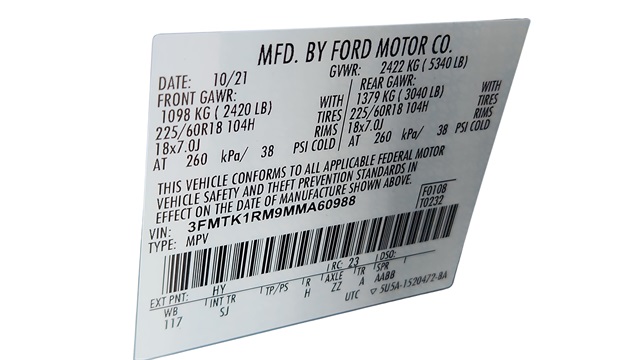 MFD. BY FORD MOTOR CO.
DATE: 10/21 GVWR: 2422 KG ( 5340 LB)
FRONT GAWR: REAR GAWR:
1098 KG ( 2420 LB) WITH 1379 KG ( 3040 LB) WITH
225/60R18 104H TIRES 225/60R18 104H TIRES
18x7.0J RIMS 18x7.0J RIMS
AT 260 kPa/ 38 PSI COLD AT 260 kPa/ 38 PSI COLD
THIS VEHICLE CONFORMS TO ALL APPLICABLE FEDERAL MOTOR
VEHICLE SAFETY AND THEFT PREVENTION STANDARDS IN
EFFECT ON THE DATE OF MANUFACTURE SHOWN ABOVE.
F0108
T0232
VIN: 3FMTK1RM9MMA60988
TYPE: MPV
EXT PNT: HY RC: 23 DSO:
WB INT TR TP/PS R AXLE TR SPR
117 SJ H ZZ A AABB
UTC ▽ 5U5A-1520472-BA